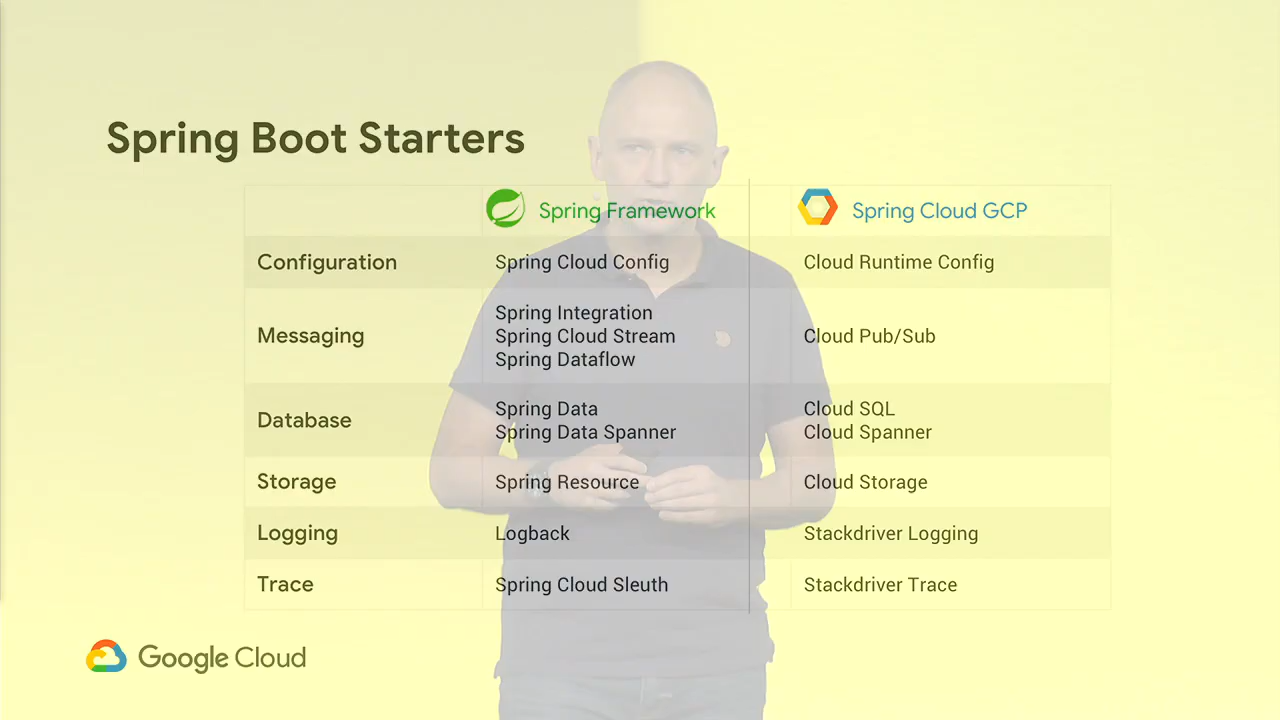 Spring Boot Starters
Spring Framework Spring Cloud GCP
Configuration Spring Cloud Config Cloud Runtime Config
Messaging Spring Integration
Spring Cloud Stream
Spring Dataflow Cloud Pub/Sub
Database Spring Data
Spring Data Spanner Cloud SQL
Cloud Spanner
Storage Spring Resource Cloud Storage
Logging Logback Stackdriver Logging
Trace Spring Cloud Sleuth Stackdriver Trace
Google Cloud